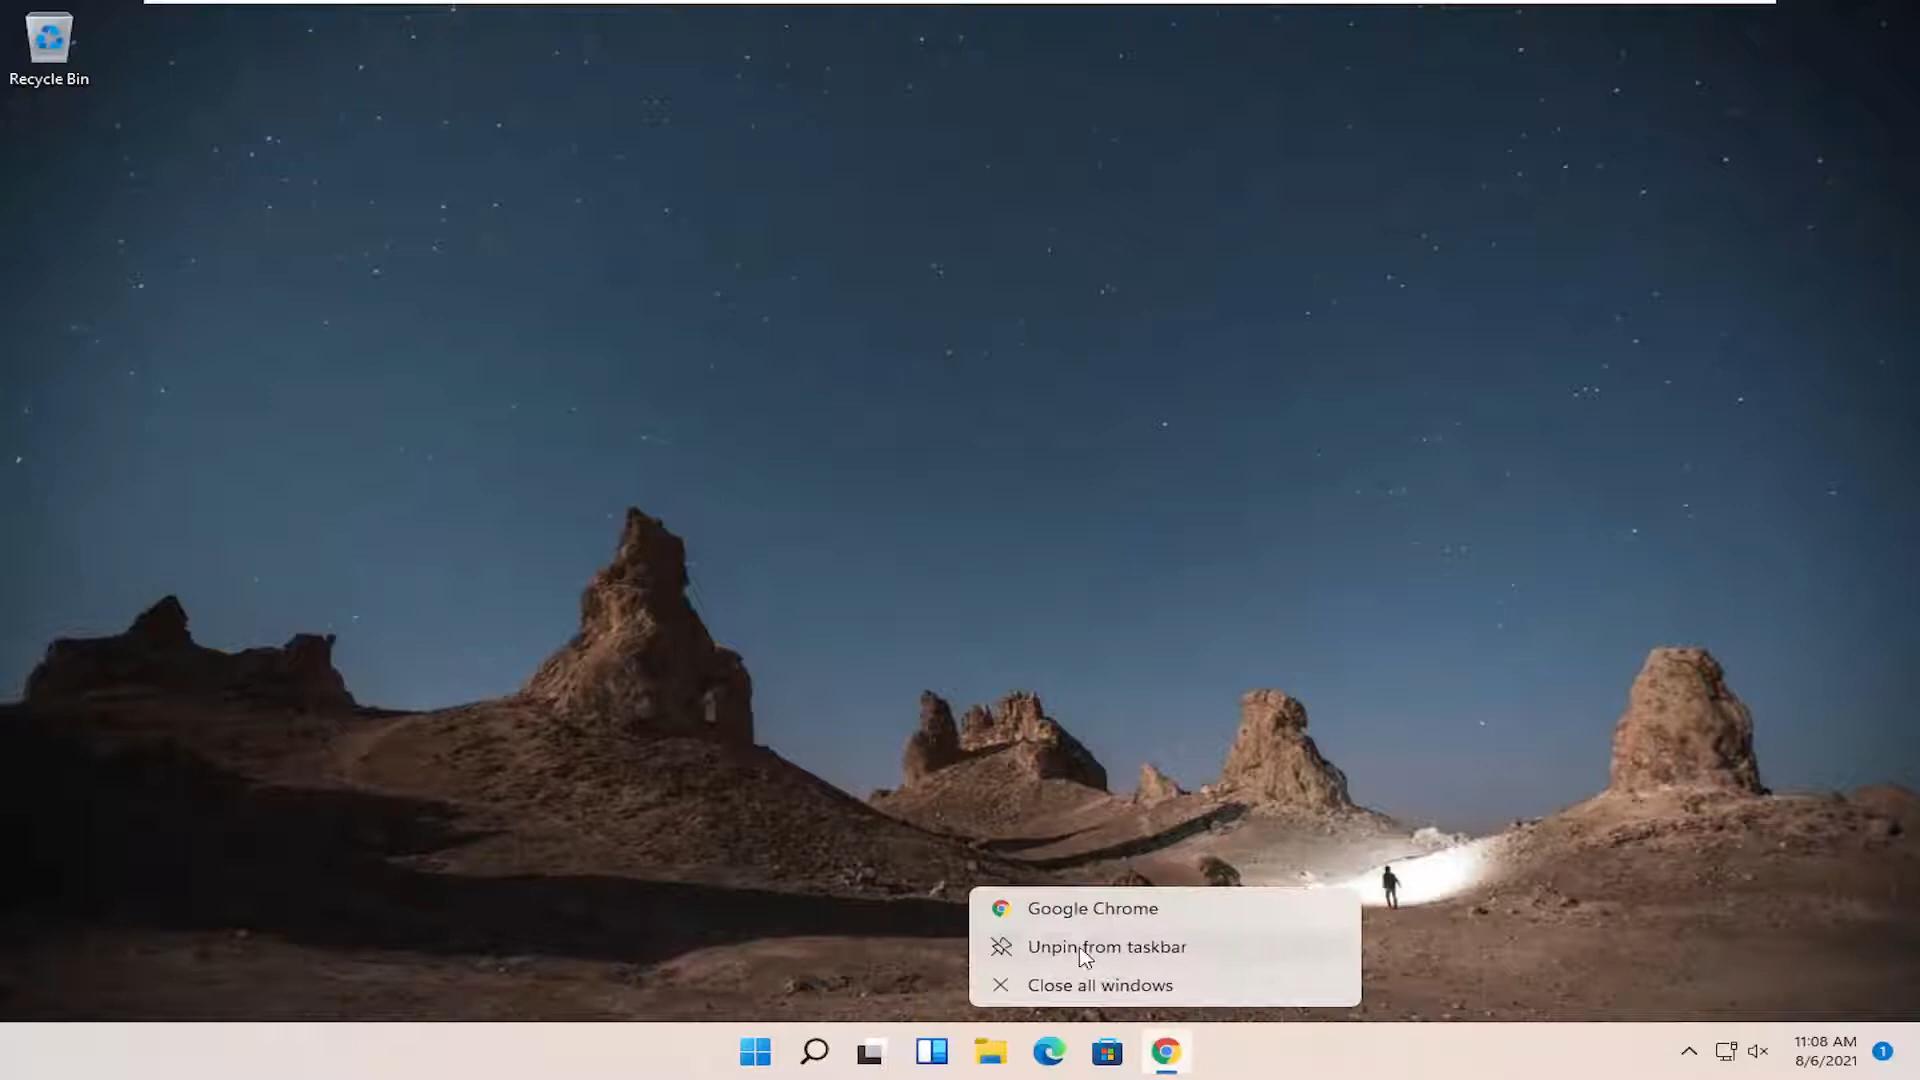 Recycle Bin
Google Chrome
Unpin from taskbar
Close all windows
11:08 AM
8/6/2021
1